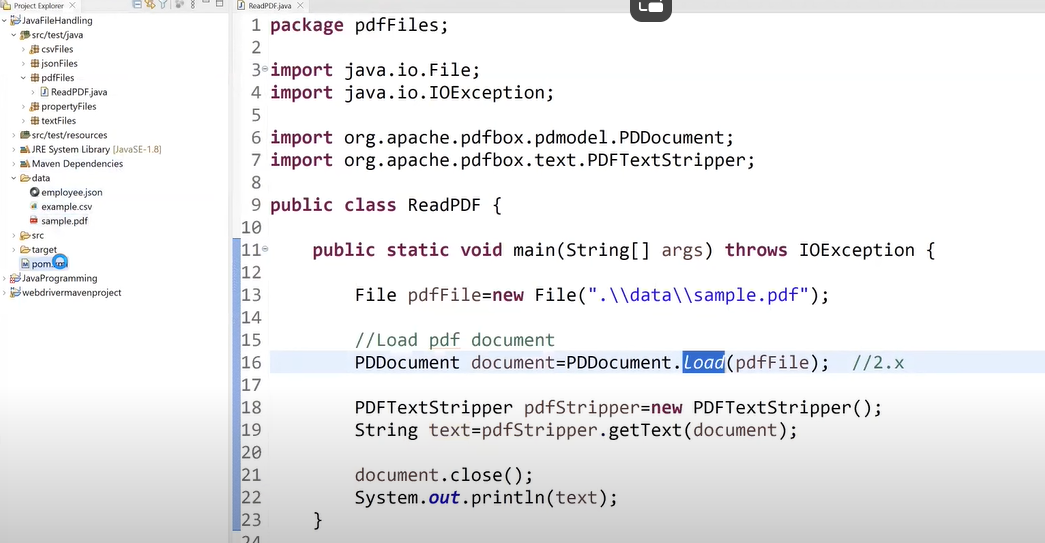 Project Explorer
JavaFileHandling
src/test/java
csvFiles
jsonFiles
pdfFiles
ReadPDF.java
propertyFiles
textFiles
src/test/resources
JRE System Library [JavaSE-1.8]
Maven Dependencies
data
employee.json
example.csv
sample.pdf
src
target
JavaProgramming
webdrivermavenproject
ReadPDF.java
1 package pdfFiles;
2
3 import java.io.File;
4 import java.io.IOException;
5
6 import org.apache.pdfbox.pdmodel.PDDocument;
7 import org.apache.pdfbox.text.PDFTextStripper;
8
9 public class ReadPDF {
10
11 public static void main(String[] args) throws IOException {
12
13 File pdfFile=new File(".\\data\\sample.pdf");
14
15 //Load pdf document
16 PDDocument document=PDDocument.load(pdfFile); //2.x
17
18 PDFTextStripper pdfStripper=new PDFTextStripper();
19 String text=pdfStripper.getText(document);
20
21 document.close();
22 System.out.println(text);
23 }
24